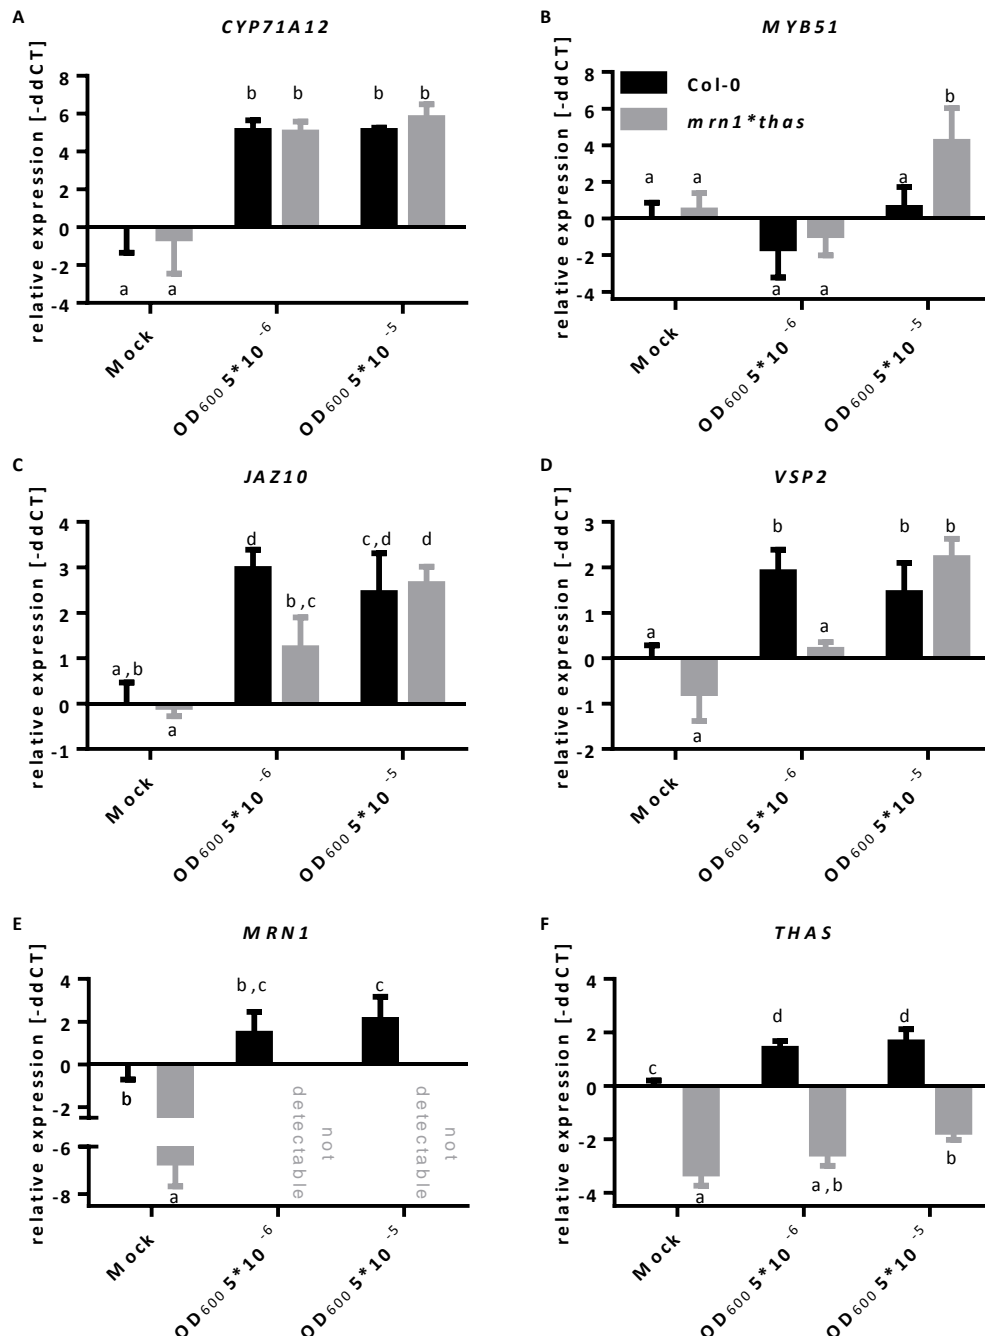 A
CYP71A12
relative expression [-ddCT]
8
6
4
2
0
-2
-4
a
a
b
b
b
b
Mock
OD600 5*10 -6
OD600 5*10 -5
B
MYB51
relative expression [-ddCT]
8
6
4
2
0
-2
-4
Col-0
mrn1*thas
a
a
a
a
a
b
Mock
OD600 5*10 -6
OD600 5*10 -5
C
JAZ10
relative expression [-ddCT]
4
3
2
1
0
-1
a,b
a
d
b,c
c,d
d
Mock
OD600 5*10 -6
OD600 5*10 -5
D
VSP2
relative expression [-ddCT]
3
2
1
0
-1
-2
a
a
b
a
b
b
Mock
OD600 5*10 -6
OD600 5*10 -5
E
MRN1
relative expression [-ddCT]
4
2
0
-2
-6
-8
b
a
b,c
not
detectable
c
not
detectable
Mock
OD600 5*10 -6
OD600 5*10 -5
F
THAS
relative expression [-ddCT]
4
2
0
-2
-4
c
a
d
a,b
d
b
Mock
OD600 5*10 -6
OD600 5*10 -5